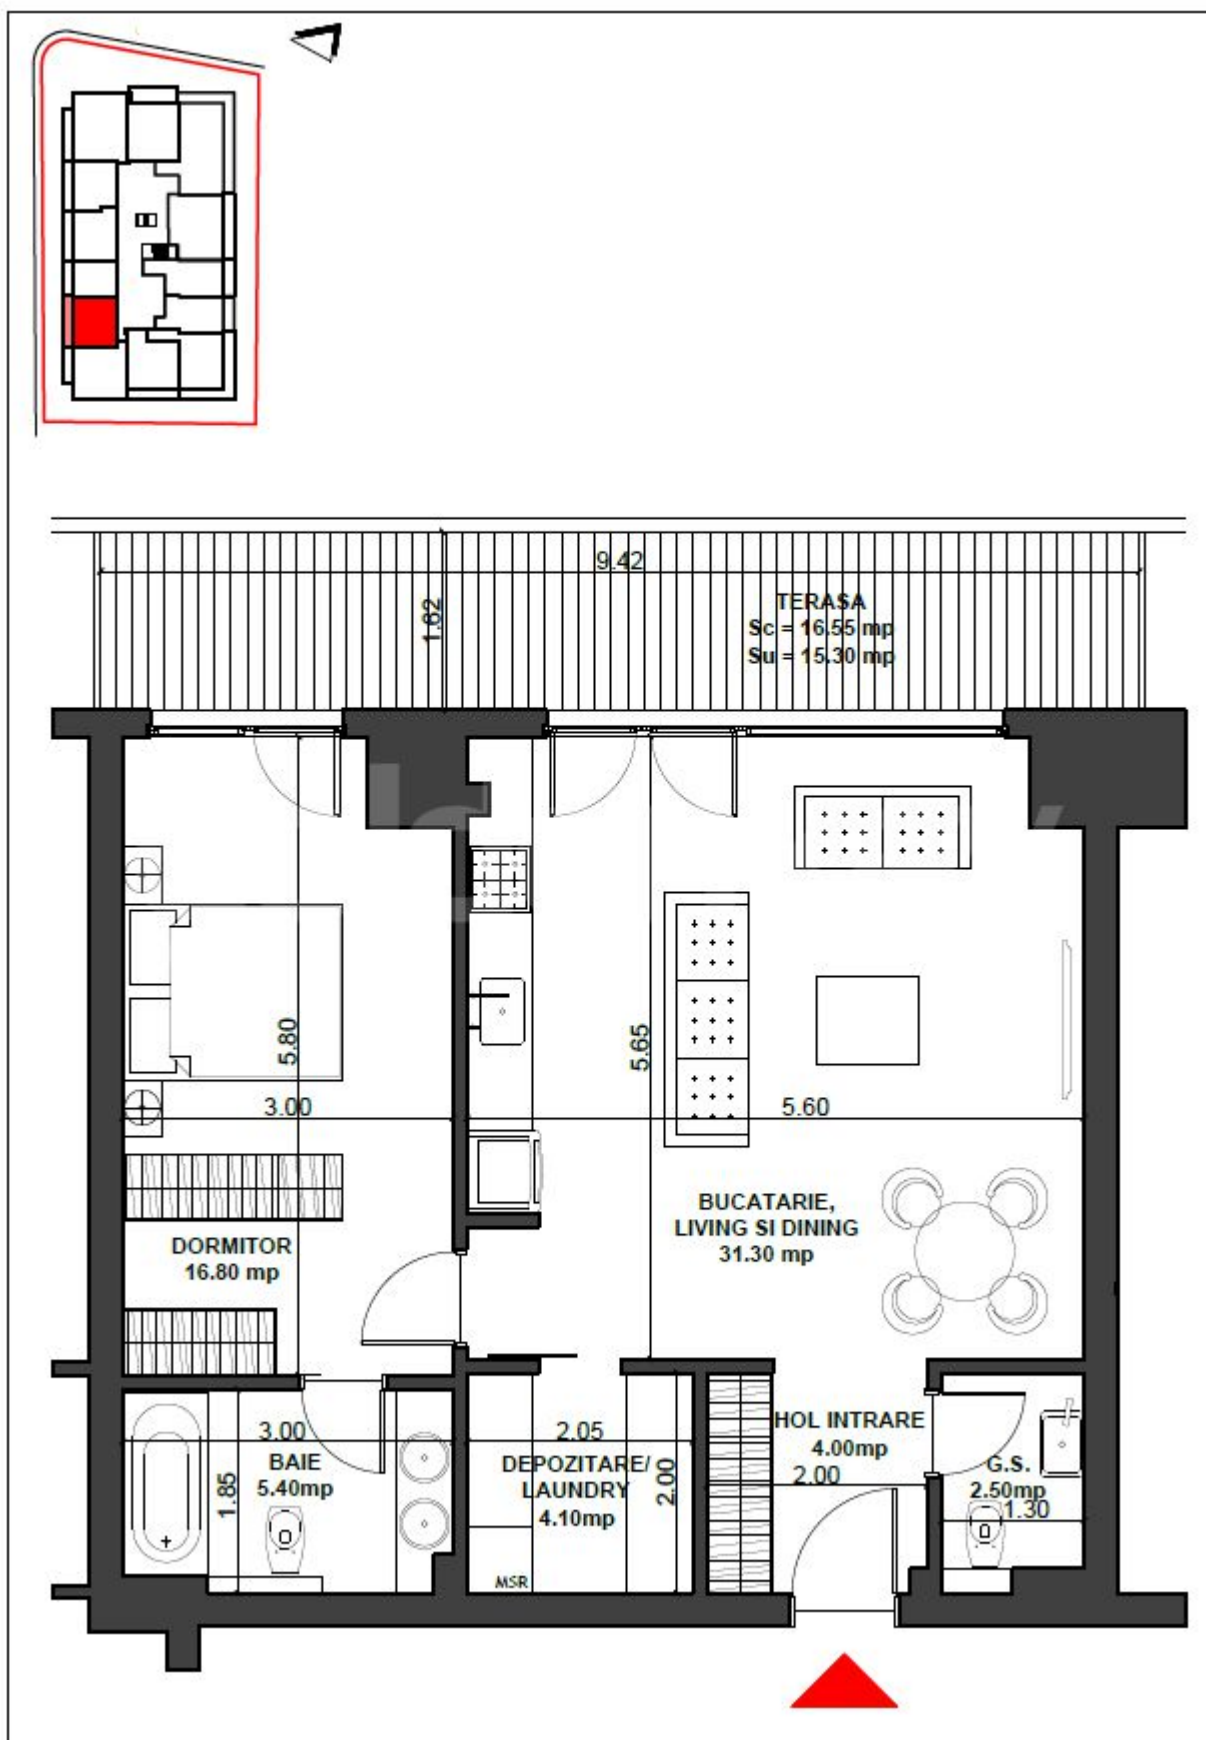 9.42
1.62
TERASA
Sc = 16.55 mp
Su = 15.30 mp
5.80
5.65
3.00
5.60
BUCATARIE,
LIVING SI DINING
31.30 mp
DORMITOR
16.80 mp
3.00
BAIE
5.40mp
1.85
2.05
DEPOZITARE/
LAUNDRY
4.10mp
2.00
MSR
HOL INTRARE
4.00mp
2.00
G.S.
2.50mp
1.30